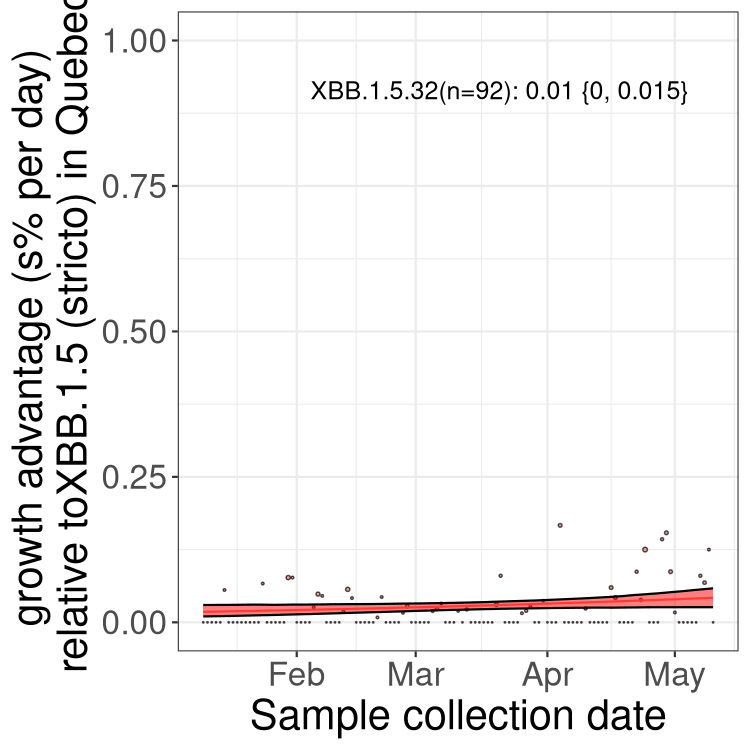 growth advantage (s% per day)
relative toXBB.1.5 (stricto) in Quebec
1.00
0.75
0.50
0.25
0.00
XBB.1.5.32(n=92): 0.01 {0, 0.015}
Feb Mar Apr May
Sample collection date